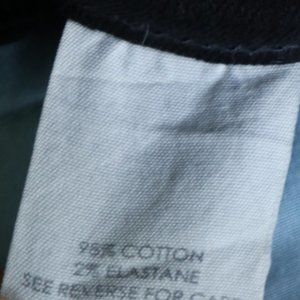 98% COTTON
2% ELASTANE
SEE REVERSE FOR